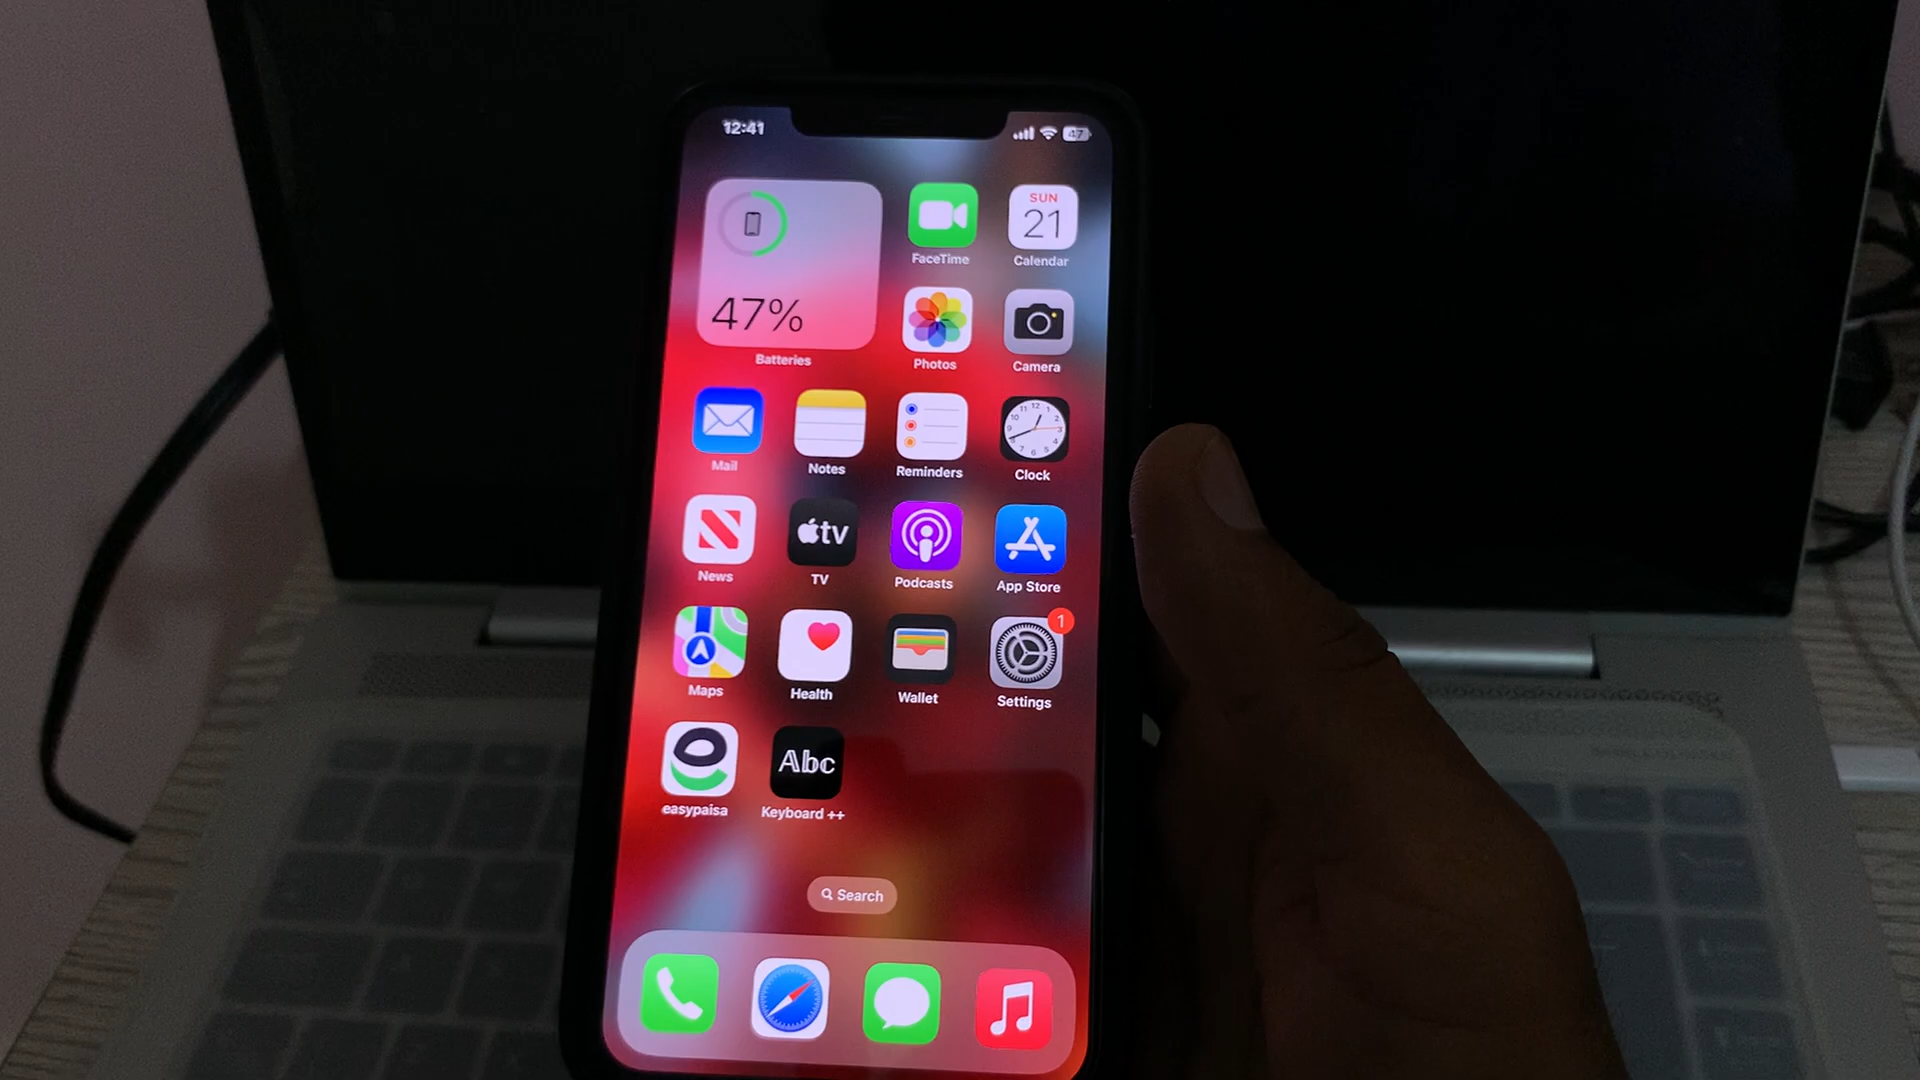 12:41
47
SUN
21
FaceTime
Calendar
47%
Batteries
Photos
Camera
Mail
Notes
Reminders
Clock
tv
News
TV
Podcasts
App Store
1
Maps
Health
Wallet
Settings
Abc
easypaisa
Keyboard ++
Search